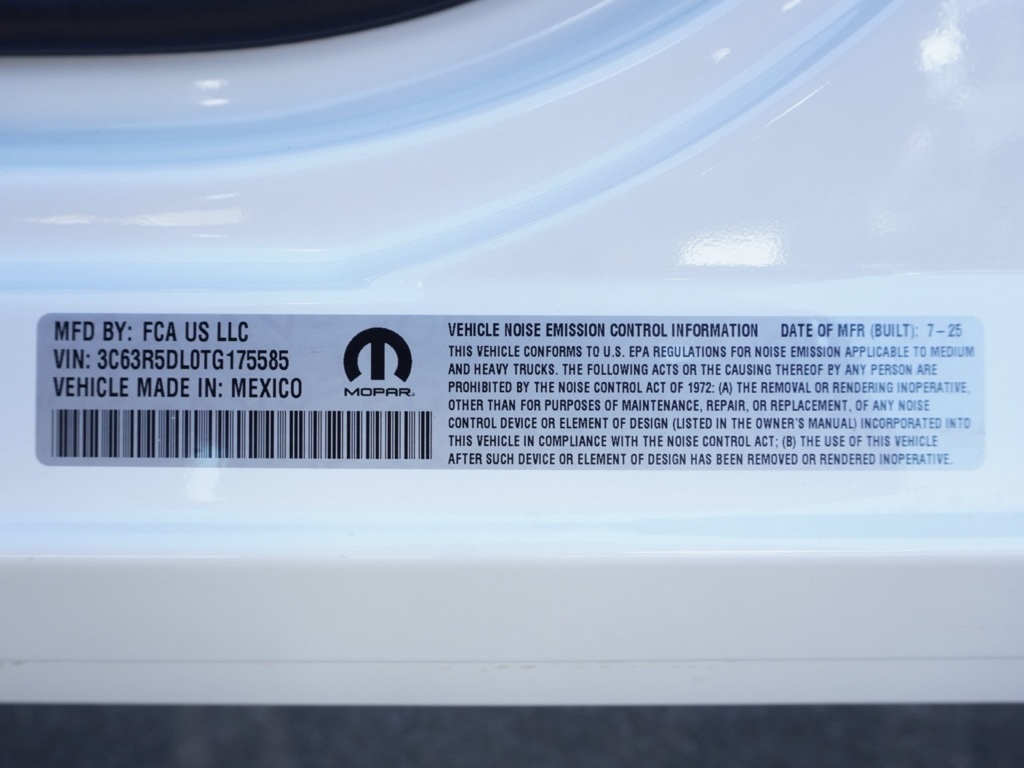 MFD BY: FCA US LLC
VIN: 3C63R5DL0TG175585
VEHICLE MADE IN: MEXICO
MOPAR
VEHICLE NOISE EMISSION CONTROL INFORMATION DATE OF MFR (BUILT): 7 – 25
THIS VEHICLE CONFORMS TO U.S. EPA REGULATIONS FOR NOISE EMISSION APPLICABLE TO MEDIUM
AND HEAVY TRUCKS. THE FOLLOWING ACTS OR THE CAUSING THEREOF BY ANY PERSON ARE
PROHIBITED BY THE NOISE CONTROL ACT OF 1972: (A) THE REMOVAL OR RENDERING INOPERATIVE,
OTHER THAN FOR PURPOSES OF MAINTENANCE, REPAIR, OR REPLACEMENT, OF ANY NOISE
CONTROL DEVICE OR ELEMENT OF DESIGN (LISTED IN THE OWNER'S MANUAL) INCORPORATED INTO
THIS VEHICLE IN COMPLIANCE WITH THE NOISE CONTROL ACT; (B) THE USE OF THIS VEHICLE
AFTER SUCH DEVICE OR ELEMENT OF DESIGN HAS BEEN REMOVED OR RENDERED INOPERATIVE.